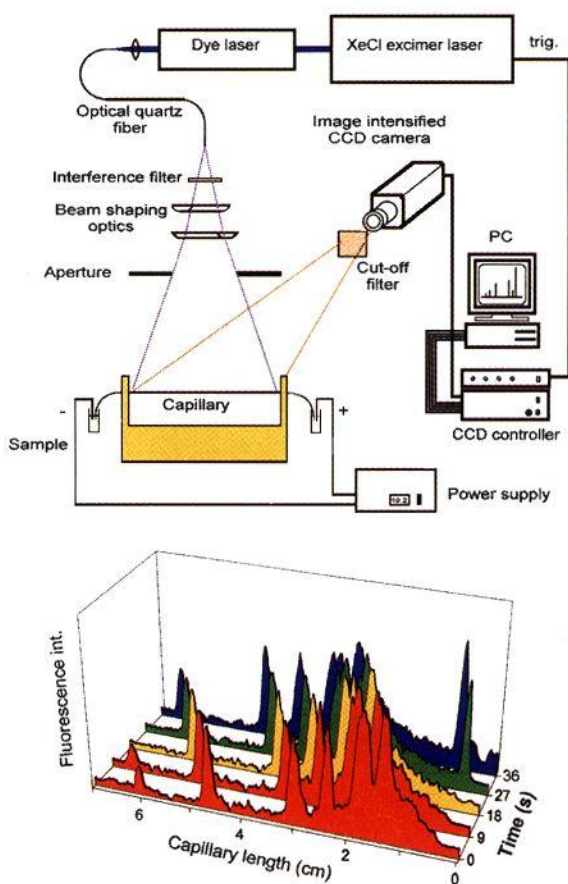 Dye laser
XeCl excimer laser
trig.
Optical quartz
fiber
Image intensified
CCD camera
Interference filter
Beam shaping
optics
PC
Aperture
Cut-off
filter
Capillary
-
+
Sample
CCD controller
Power supply
Fluorescence int.
6
4
2
0
Capillary length (cm)
0
9
18
27
36
Time (s)